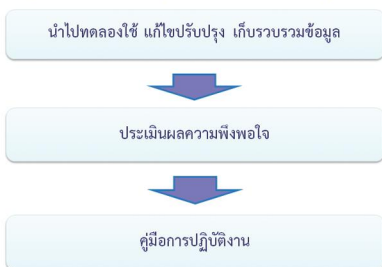 นำไปทดลองใช้ แก้ไขปรับปรุง เก็บรวบรวมข้อมูล
ประเมินผลความพึงพอใจ
คู่มือการปฏิบัติงาน